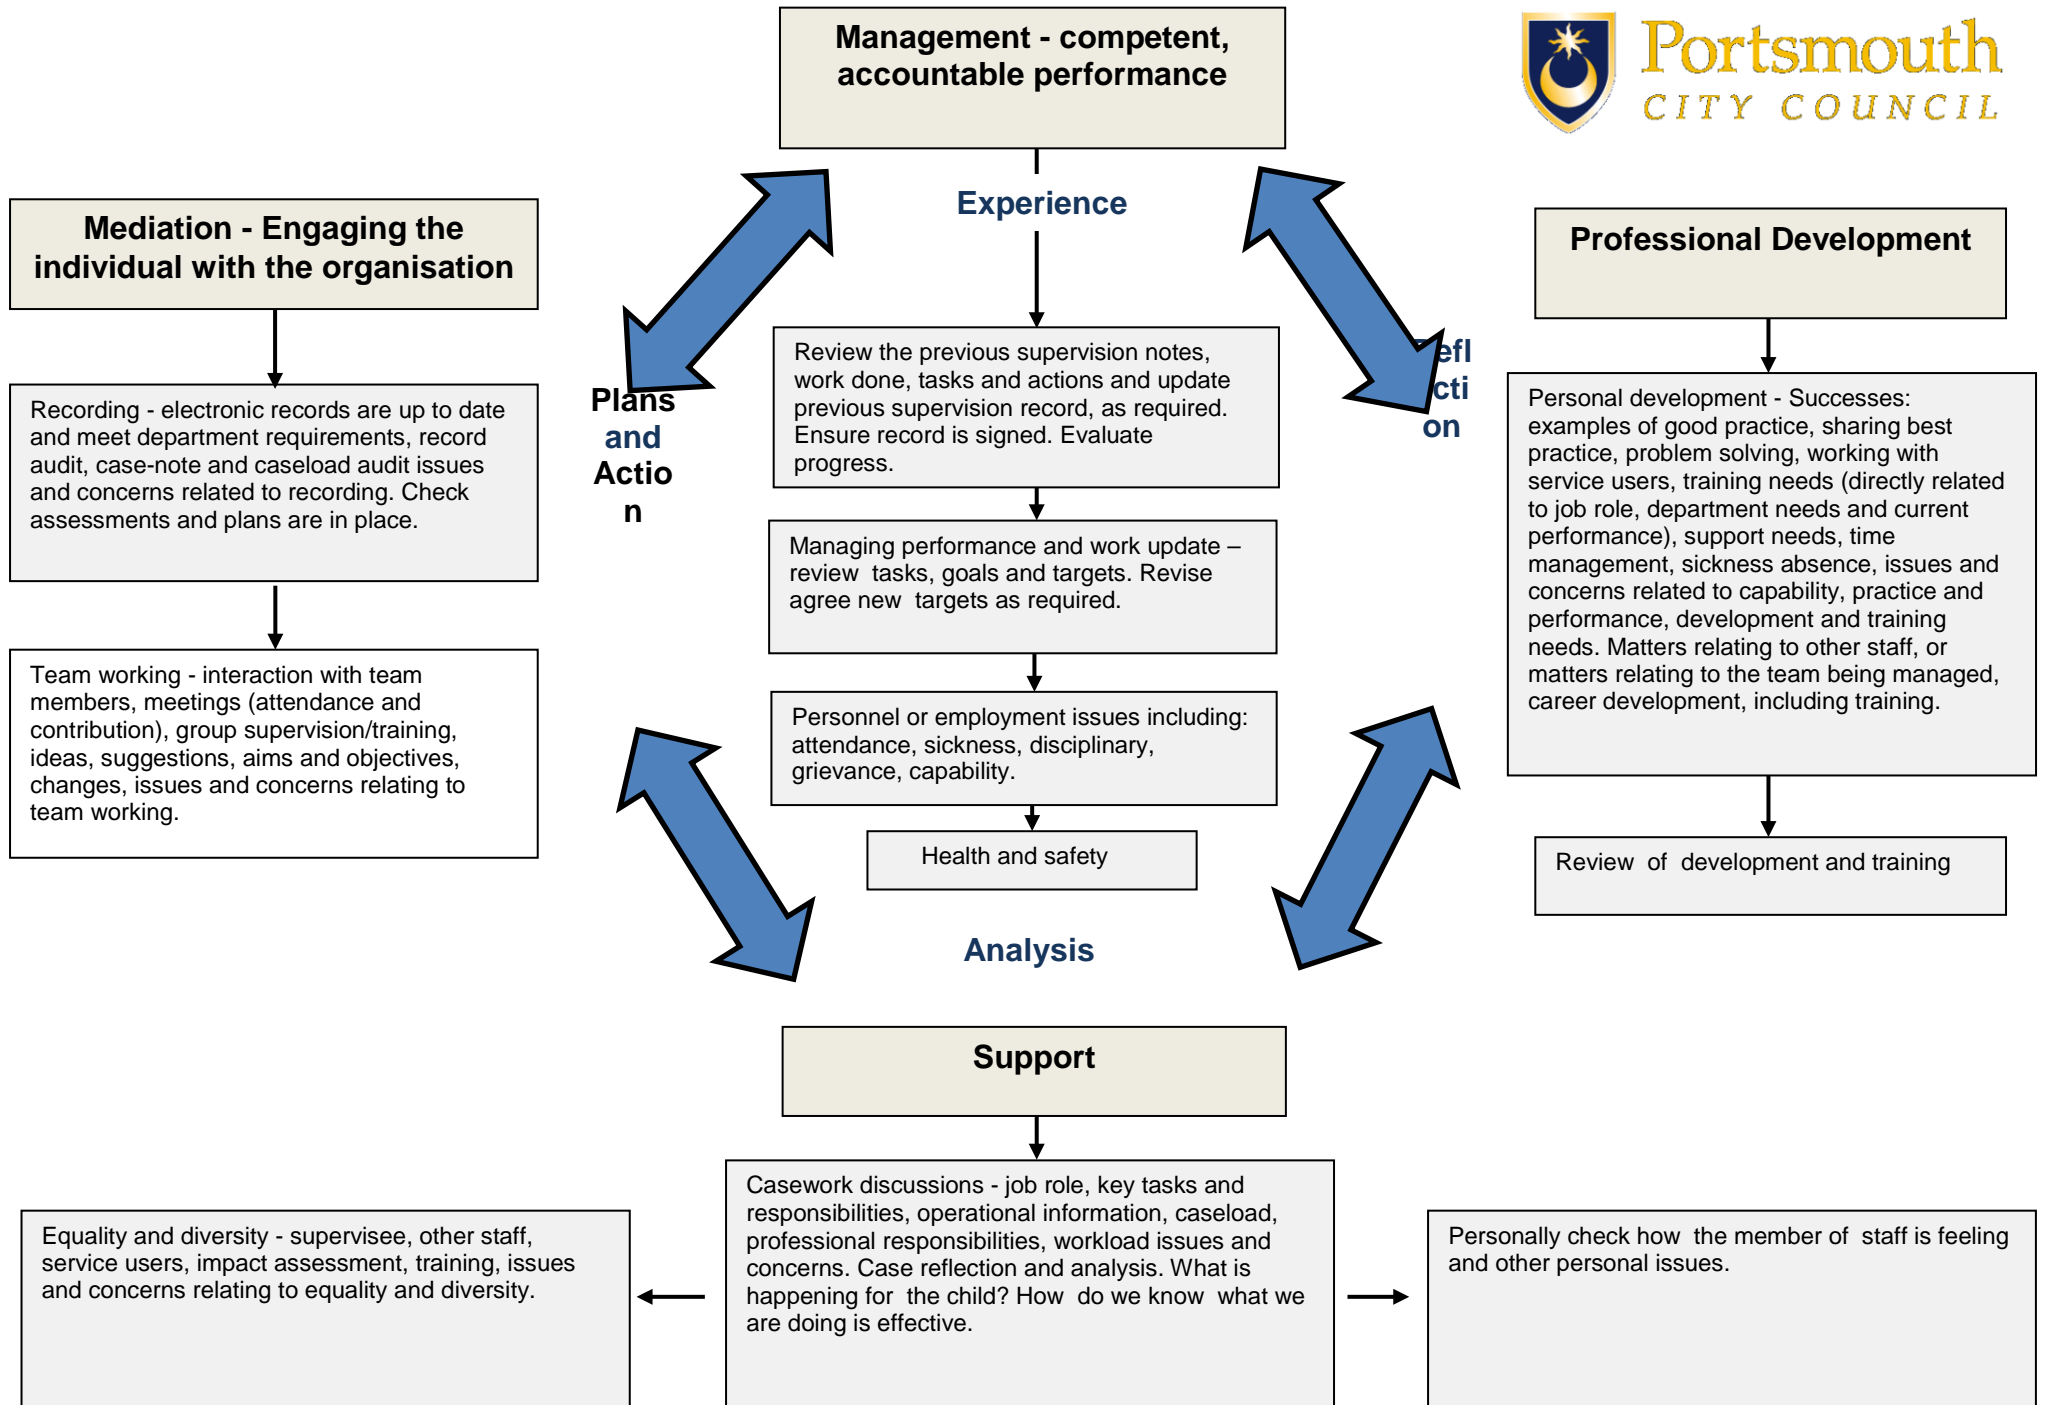 Management - competent,
accountable performance
Portsmouth
CITY COUNCIL
Experience
Mediation - Engaging the
individual with the organisation
Professional Development
Plans
and
Actio
n
efl
cti
on
Recording - electronic records are up to date
and meet department requirements, record
audit, case-note and caseload audit issues
and concerns related to recording. Check
assessments and plans are in place.
Team working - interaction with team
members, meetings (attendance and
contribution), group supervision/training,
ideas, suggestions, aims and objectives,
changes, issues and concerns relating to
team working.
Review the previous supervision notes,
work done, tasks and actions and update
previous supervision record, as required.
Ensure record is signed. Evaluate
progress.
Managing performance and work update –
review tasks, goals and targets. Revise
agree new targets as required.
Personnel or employment issues including:
attendance, sickness, disciplinary,
grievance, capability.
Health and safety
Personal development - Successes:
examples of good practice, sharing best
practice, problem solving, working with
service users, training needs (directly related
to job role, department needs and current
performance), support needs, time
management, sickness absence, issues and
concerns related to capability, practice and
performance, development and training
needs. Matters relating to other staff, or
matters relating to the team being managed,
career development, including training.
Review of development and training
Analysis
Support
Equality and diversity - supervisee, other staff,
service users, impact assessment, training, issues
and concerns relating to equality and diversity.
Casework discussions - job role, key tasks and
responsibilities, operational information, caseload,
professional responsibilities, workload issues and
concerns. Case reflection and analysis. What is
happening for the child? How do we know what we
are doing is effective.
Personally check how the member of staff is feeling
and other personal issues.